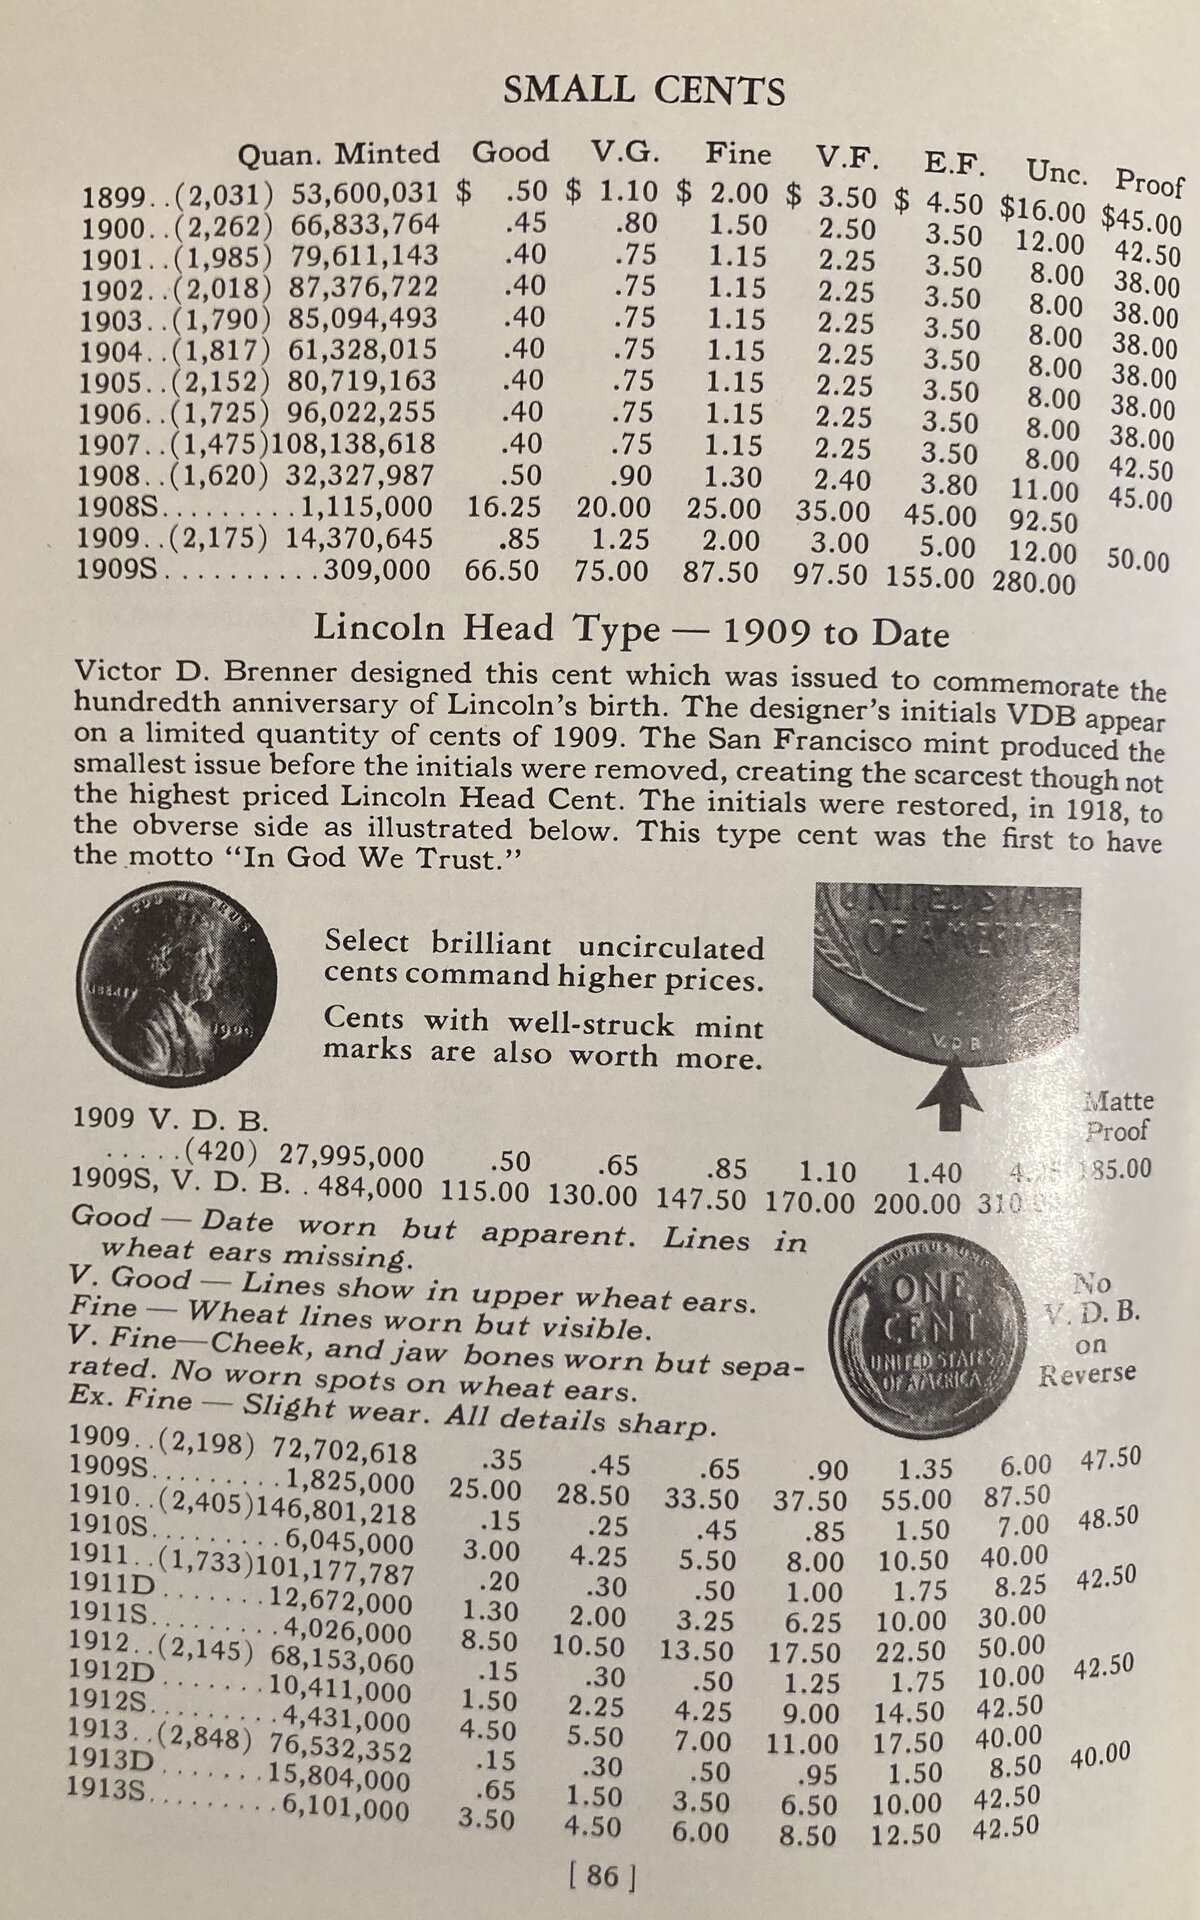 SMALL CENTS
Quan. Minted Good V.G. Fine V.F. E.F. Unc. Proof
1899..(2,031) 53,600,031 $ .50 $ 1.10 $ 2.00 $ 3.50 $ 4.50 $16.00 $45.00
1900..(2,262) 66,833,764 .45 .80 1.50 2.50 3.50 12.00 42.50
1901..(1,985) 79,611,143 .40 .75 1.15 2.25 3.50 8.00 38.00
1902..(2,018) 87,376,722 .40 .75 1.15 2.25 3.50 8.00 38.00
1903..(1,790) 85,094,493 .40 .75 1.15 2.25 3.50 8.00 38.00
1904..(1,817) 61,328,015 .40 .75 1.15 2.25 3.50 8.00 38.00
1905..(2,152) 80,719,163 .40 .75 1.15 2.25 3.50 8.00 38.00
1906..(1,725) 96,022,255 .40 .75 1.15 2.25 3.50 8.00 38.00
1907..(1,475)108,138,618 .40 .75 1.15 2.25 3.50 8.00 42.50
1908..(1,620) 32,327,987 .50 .90 1.30 2.40 3.80 11.00 45.00
1908S.........1,115,000 16.25 20.00 25.00 35.00 45.00 92.50
1909..(2,175) 14,370,645 .85 1.25 2.00 3.00 5.00 12.00 50.00
1909S..........309,000 66.50 75.00 87.50 97.50 155.00 280.00
Lincoln Head Type — 1909 to Date
Victor D. Brenner designed this cent which was issued to commemorate the
hundredth anniversary of Lincoln's birth. The designer's initials VDB appear
on a limited quantity of cents of 1909. The San Francisco mint produced the
smallest issue before the initials were removed, creating the scarcest though not
the highest priced Lincoln Head Cent. The initials were restored, in 1918, to
the obverse side as illustrated below. This type cent was the first to have
the motto "In God We Trust."
LIBERTY
1909
Select brilliant uncirculated
cents command higher prices.
Cents with well-struck mint
marks are also worth more.
UNITED STATE
OF AMERICA
V.D.B.
1909 V. D. B.
Matte
Proof
.....(420) 27,995,000 .50 .65 .85 1.10 1.40 185.00
1909S, V. D. B. . 484,000 115.00 130.00 147.50 170.00 200.00
Good — Date worn but apparent. Lines in
wheat ears missing.
V. Good — Lines show in upper wheat ears.
Fine — Wheat lines worn but visible.
V. Fine—Cheek, and jaw bones worn but sepa-
rated. No worn spots on wheat ears.
Ex. Fine — Slight wear. All details sharp.
ONE
CENT
UNITED STATES
OF AMERICA
No
V. D. B.
on
Reverse
1909..(2,198) 72,702,618 .35 .45 .65 .90 1.35 6.00 47.50
1909S.........1,825,000 25.00 28.50 33.50 37.50 55.00 87.50
1910..(2,405)146,801,218 .15 .25 .45 .85 1.50 7.00 48.50
1910S.........6,045,000 3.00 4.25 5.50 8.00 10.50 40.00
1911..(1,733)101,177,787 .20 .30 .50 1.00 1.75 8.25 42.50
1911D.......12,672,000 1.30 2.00 3.25 6.25 10.00 30.00
1911S.........4,026,000 8.50 10.50 13.50 17.50 22.50 50.00
1912..(2,145) 68,153,060 .15 .30 .50 1.25 1.75 10.00 42.50
1912D.......10,411,000 1.50 2.25 4.25 9.00 14.50 42.50
1912S.........4,431,000 4.50 5.50 7.00 11.00 17.50 40.00
1913..(2,848) 76,532,352 .15 .30 .50 .95 1.50 8.50 40.00
1913D.......15,804,000 .65 1.50 3.50 6.50 10.00 42.50
1913S.........6,101,000 3.50 4.50 6.00 8.50 12.50 42.50
[ 86 ]